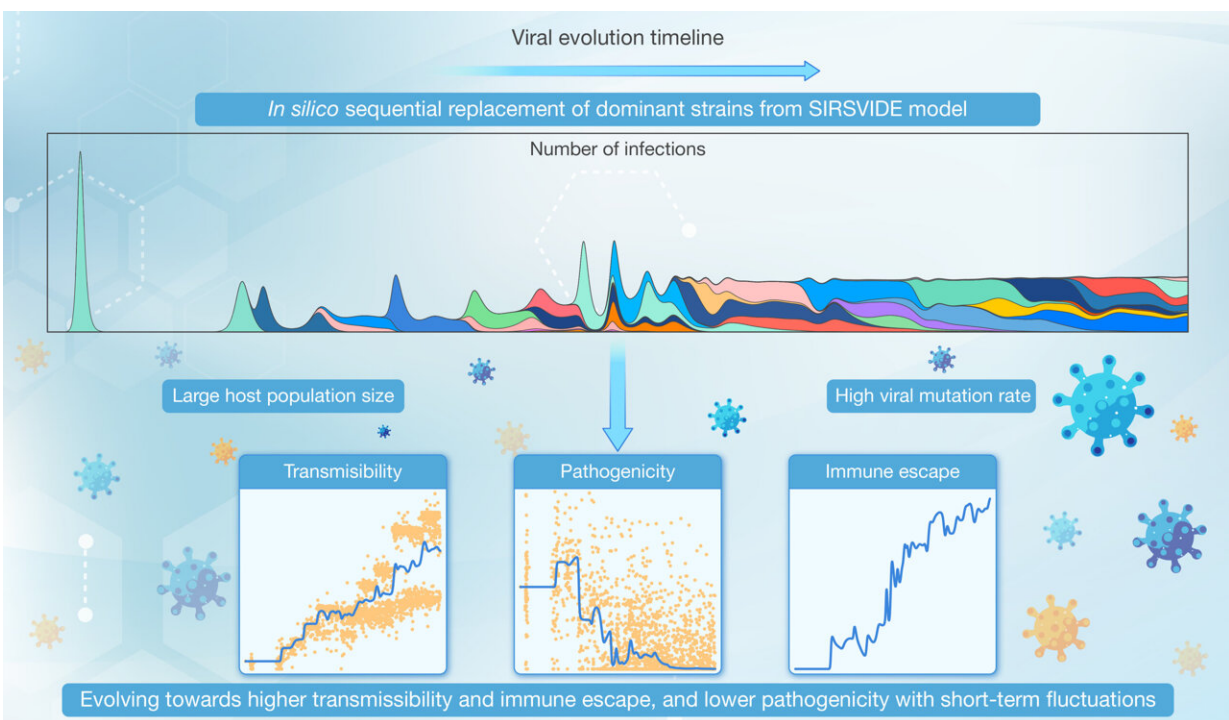 Viral evolution timeline
In silico sequential replacement of dominant strains from SIRSVIDE model
Number of infections
Large host population size
High viral mutation rate
Transmisibility
Pathogenicity
Immune escape
Evolving towards higher transmissibility and immune escape, and lower pathogenicity with short-term fluctuations